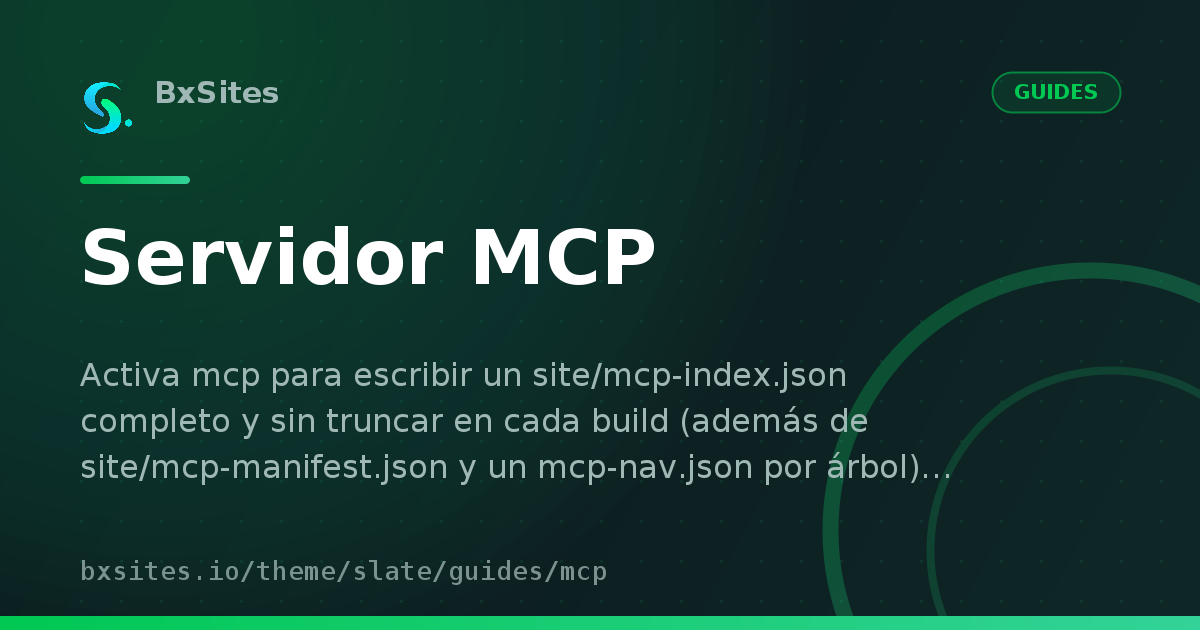 BxSites
GUIDES
Servidor MCP
Activa mcp para escribir un site/mcp-index.json
completo y sin truncar en cada build (además de
site/mcp-manifest.json y un mcp-nav.json por árbol)…
bxsites.io/theme/slate/guides/mcp